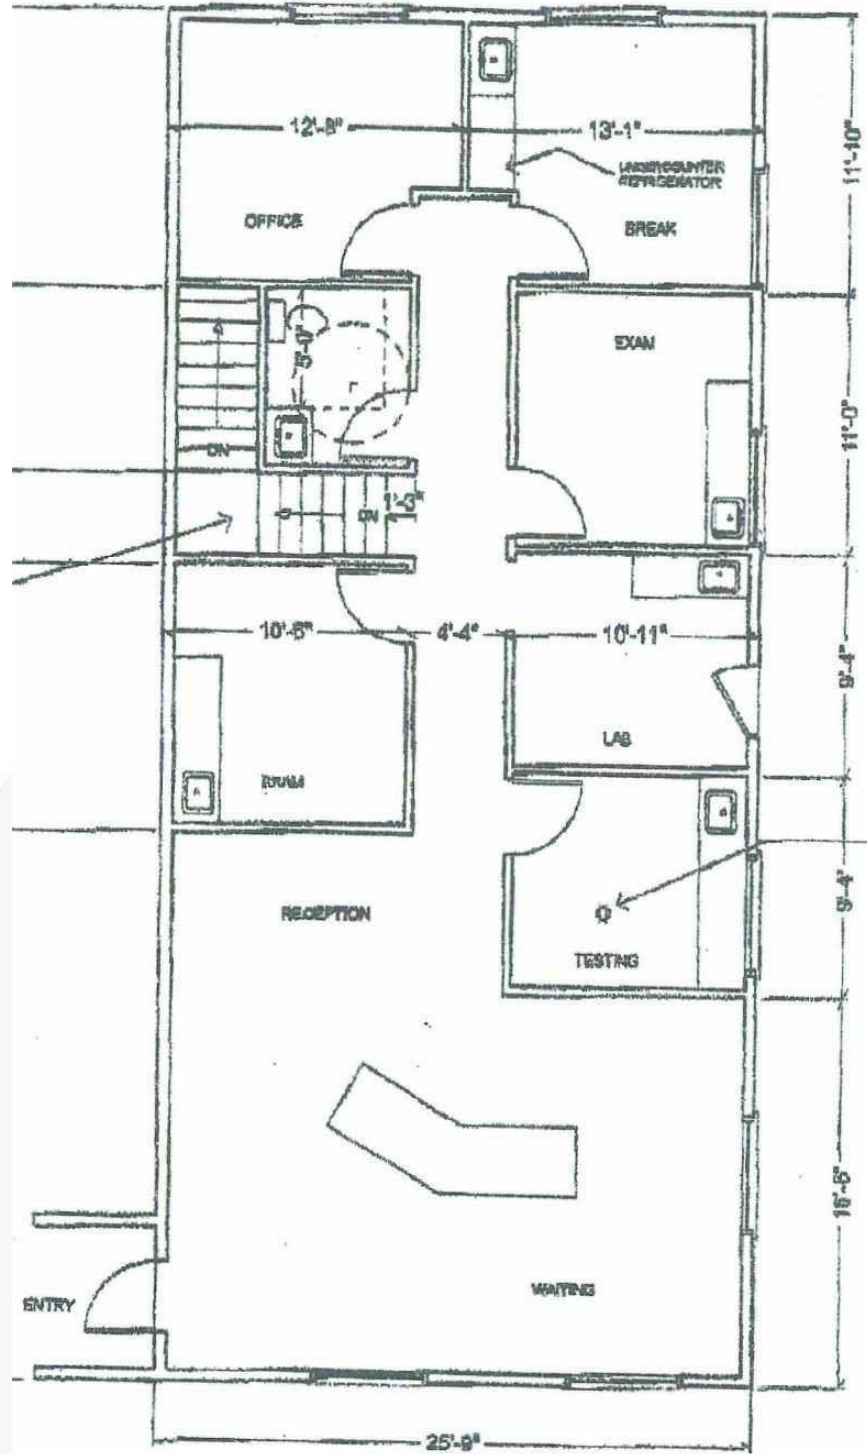 12'-8"
13'-1"
UNDERCOUNTER
REFRIGERATOR
11'-10"
OFFICE
BREAK
5'-0"
EXAM
11'-0"
DN
1'-3"
DN
10'-6"
4'-4"
10'-11"
9'-4"
LAB
EXAM
9'-4"
RECEPTION
TESTING
16'-6"
ENTRY
WAITING
25'-9"